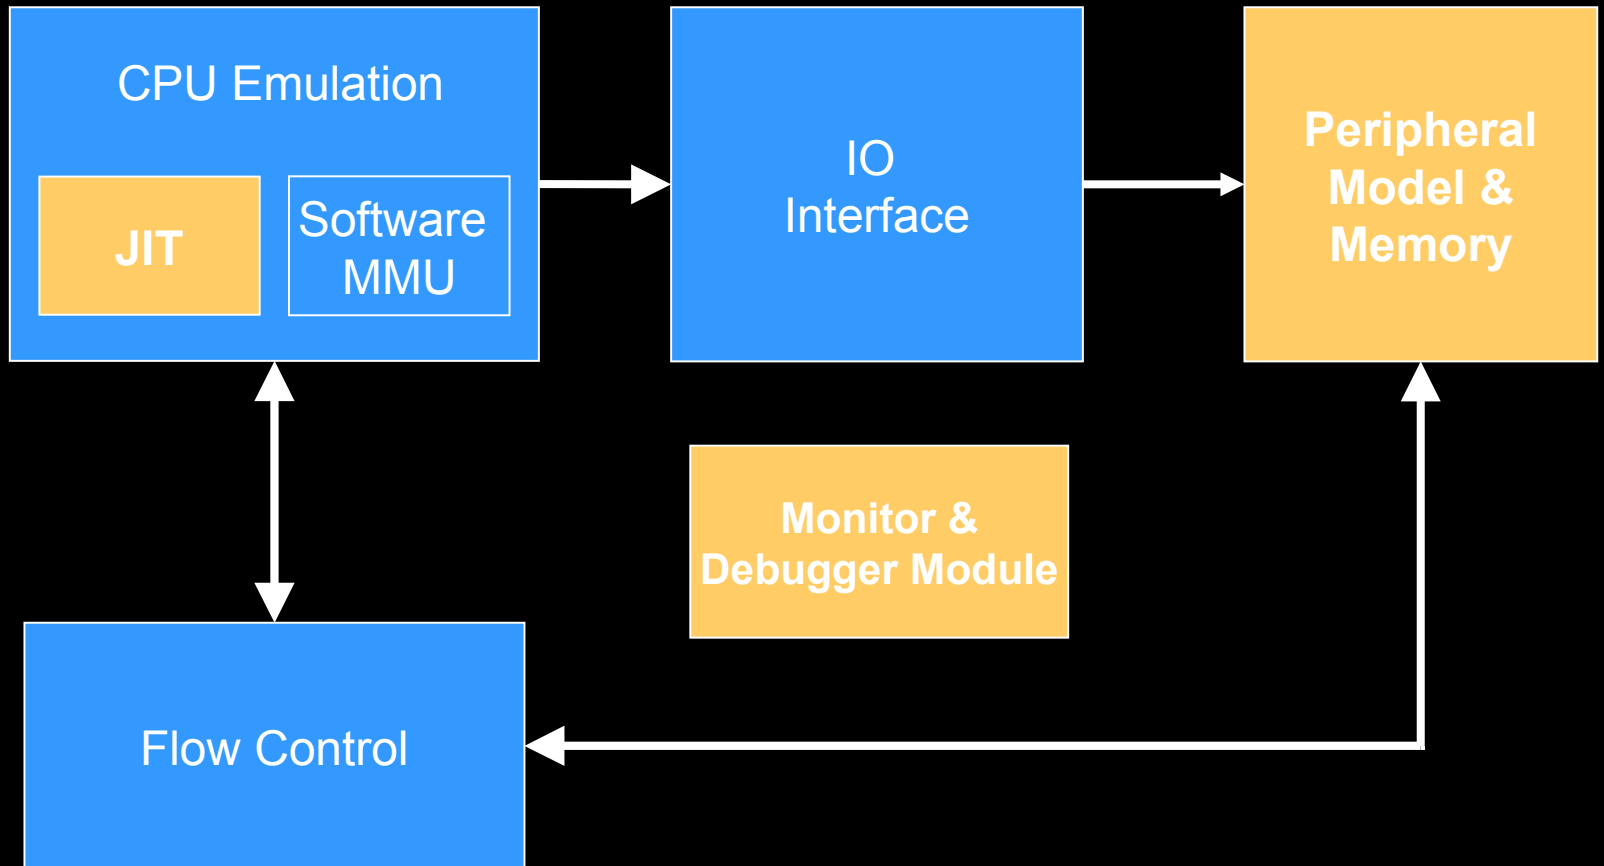 CPU Emulation
JIT
Software
MMU
IO
Interface
Peripheral
Model &
Memory
Monitor &
Debugger Module
Flow Control